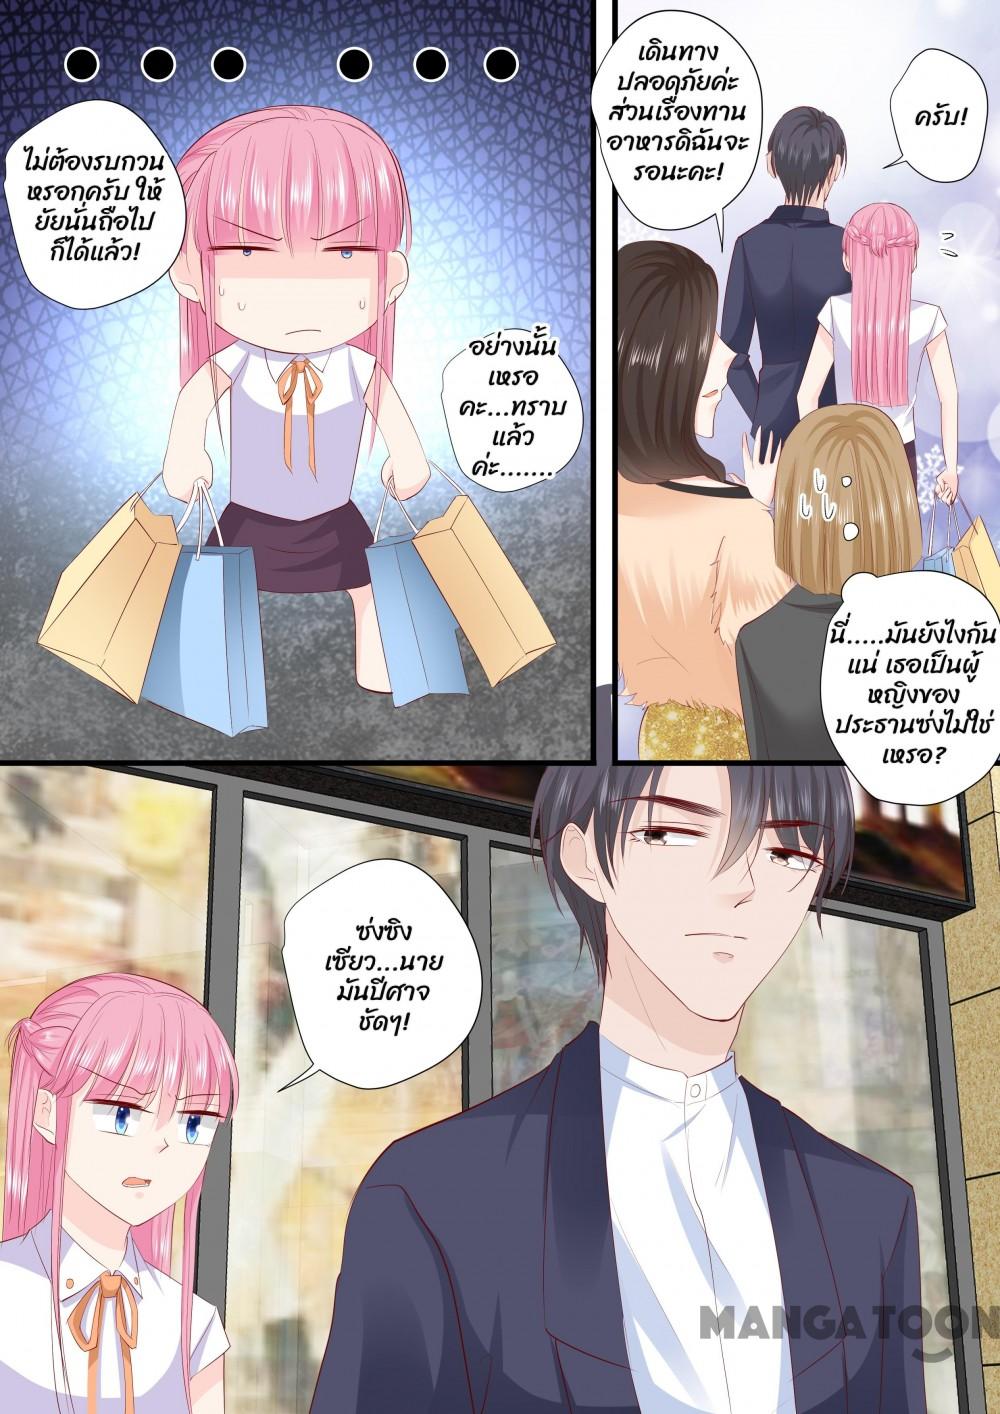 ไม่ต้องรบกวน
หรอกครับ ให้
ยัยนั่นถือไป
ก็ได้แล้ว!
อย่างนั้น
เหรอ
คะ...ทราบ
แล้ว
ค่ะ.......
เดินทาง
ปลอดภัยค่ะ
ส่วนเรื่องทาน
อาหารดิฉันจะ
รอนะคะ!
ครับ!
นี่.....มันยังไงกัน
แน่ เธอเป็นผู้
หญิงของ
ประธานซ่งไม่ใช่
เหรอ?
ซ่งซิง
เซียว...นาย
มันปีศาจ
ชัดๆ!
MANGATOON